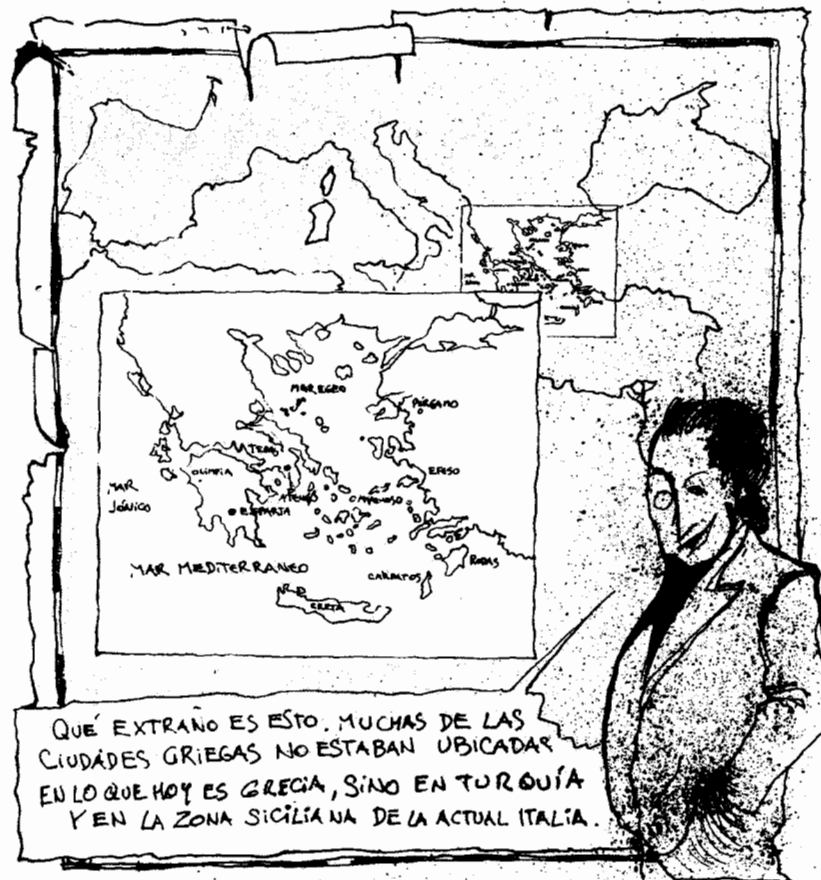 MAR EGEO
PÉRGAMO
TEBAS
OLIMPIA
EFESO
MAR
JÓNICO
ATENAS
ESPARTA
RODAS
MAR MEDITERRANEO
CRETA
QUÉ EXTRAÑO ES ESTO. MUCHAS DE LAS
CIUDADES GRIEGAS NO ESTABAN UBICADAS
EN LO QUE HOY ES GRECIA, SINO EN TURQUÍA
Y EN LA ZONA SICILIANA DE LA ACTUAL ITALIA.